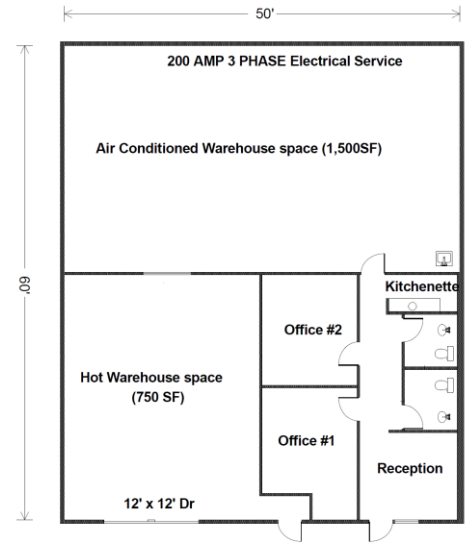 50'
200 AMP 3 PHASE Electrical Service
Air Conditioned Warehouse space (1,500SF)
60'
Kitchenette
Office #2
Hot Warehouse space
(750 SF)
Office #1
Reception
12' x 12' Dr